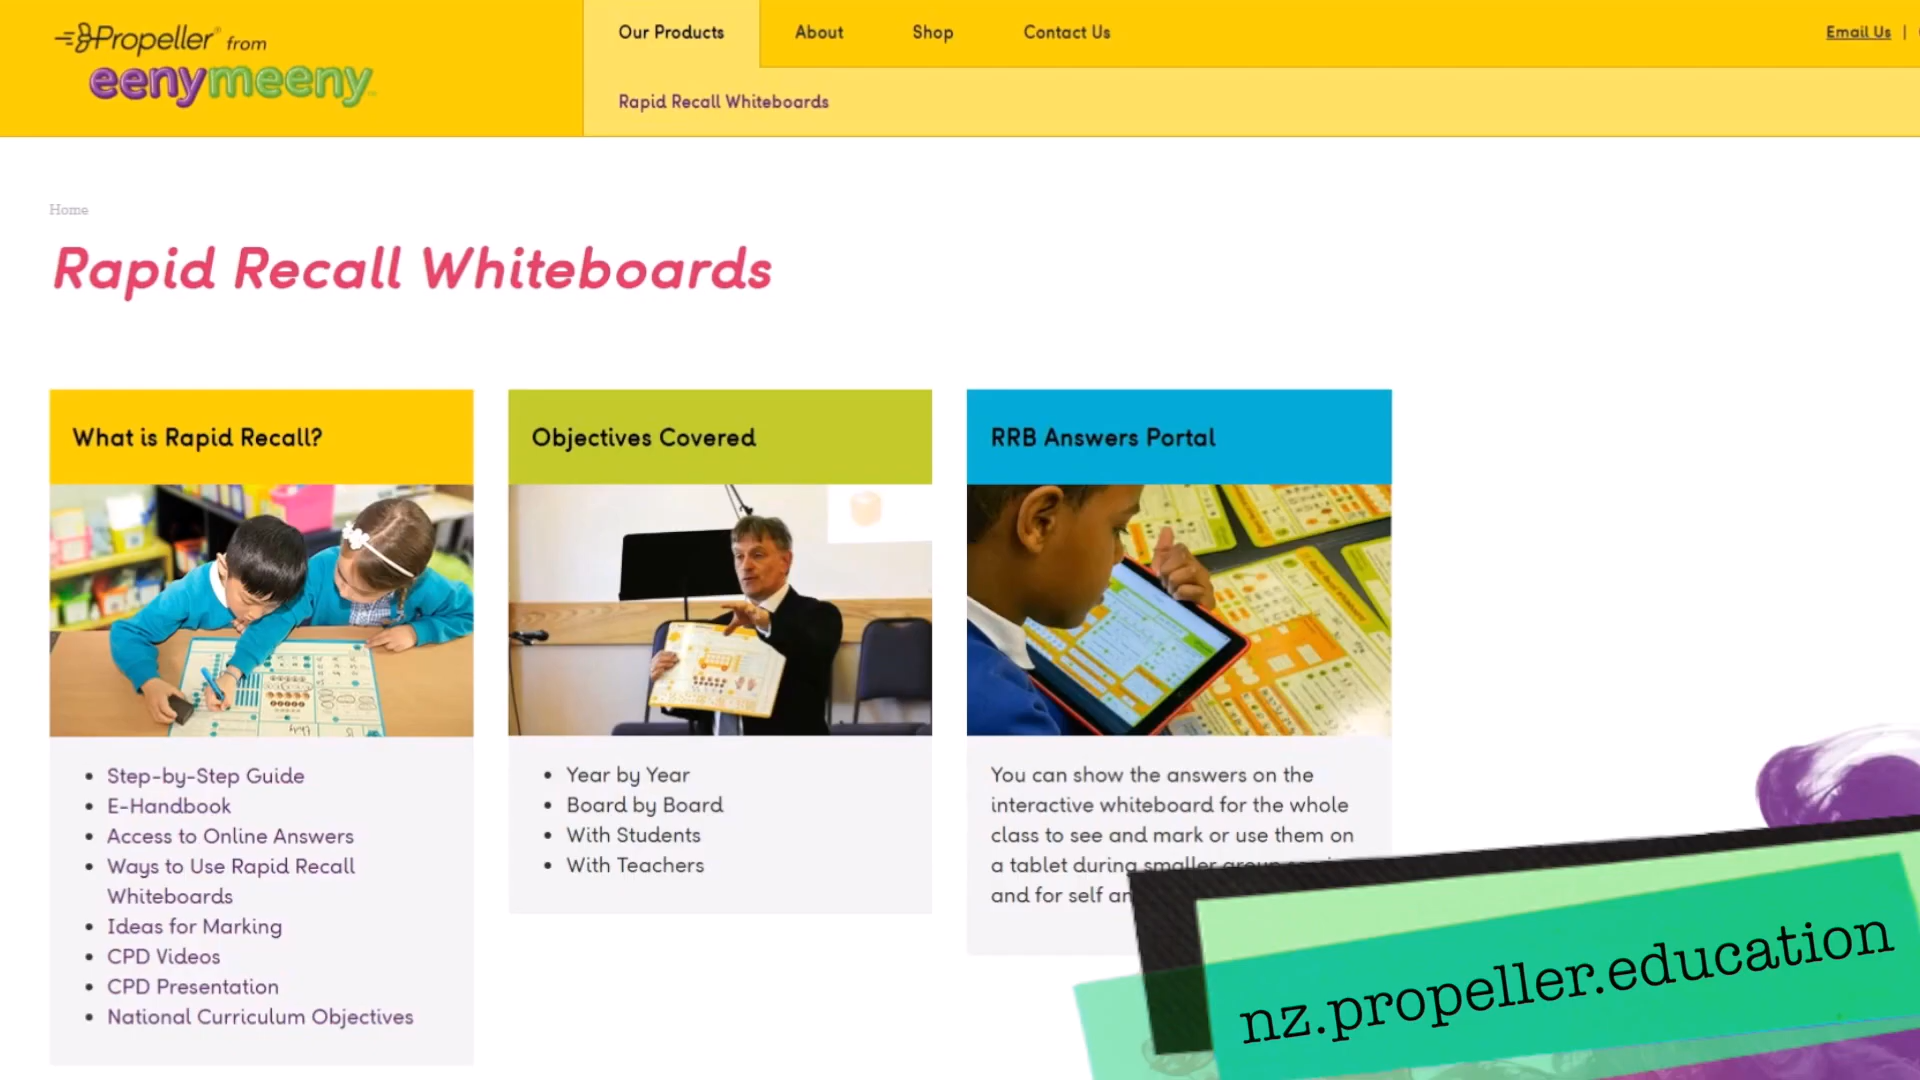 Propeller from
eenymeeny
Our Products
About
Shop
Contact Us
Email Us |
Rapid Recall Whiteboards
Home
Rapid Recall Whiteboards
What is Rapid Recall?
• Step-by-Step Guide
• E-Handbook
• Access to Online Answers
• Ways to Use Rapid Recall
Whiteboards
• Ideas for Marking
• CPD Videos
• CPD Presentation
• National Curriculum Objectives
Objectives Covered
• Year by Year
• Board by Board
• With Students
• With Teachers
RRB Answers Portal
You can show the answers on the
interactive whiteboard for the whole
class to see and mark or use them on
a tablet during smaller group
and for self
nz.propeller.education